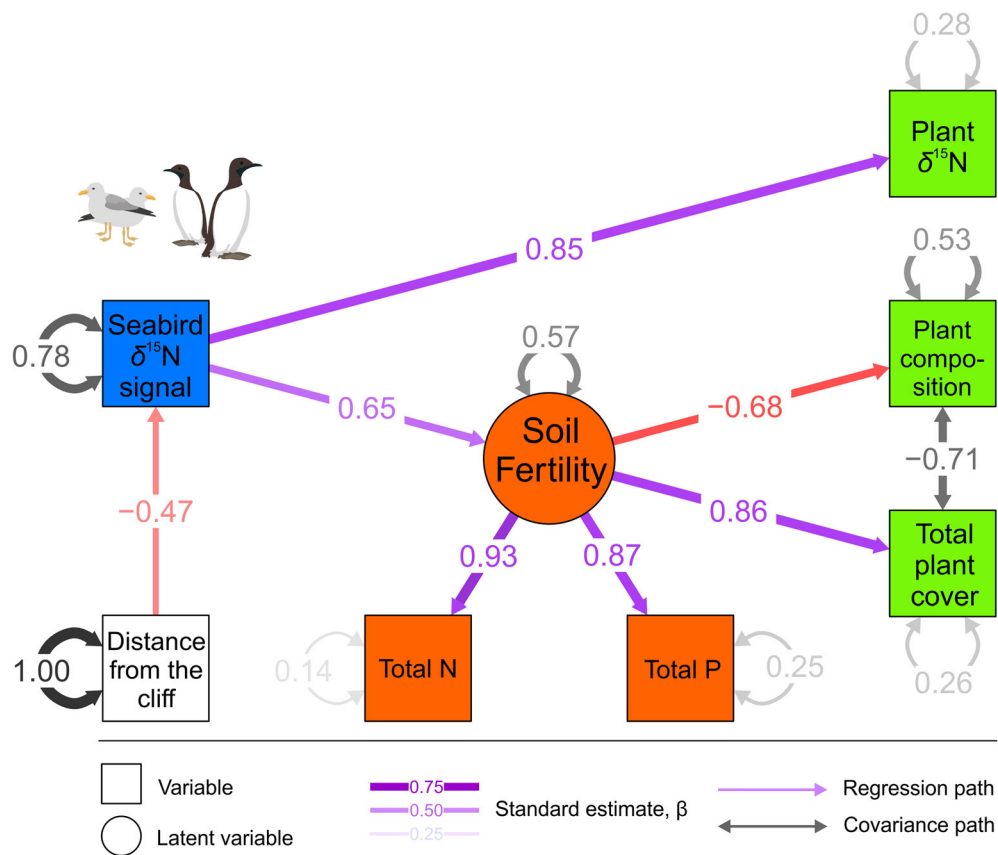 0.28
Plant
δ¹⁵N
0.85
0.53
Seabird
δ¹⁵N
signal
0.78
0.57
Plant
compo-
sition
0.65
−0.68
Soil
Fertility
−0.71
−0.47
0.86
0.93
0.87
Total
plant
cover
Distance
from the
cliff
1.00
0.14
Total N
Total P
0.25
0.26
Variable
Latent variable
0.75
0.50
0.25
Standard estimate, β
Regression path
Covariance path